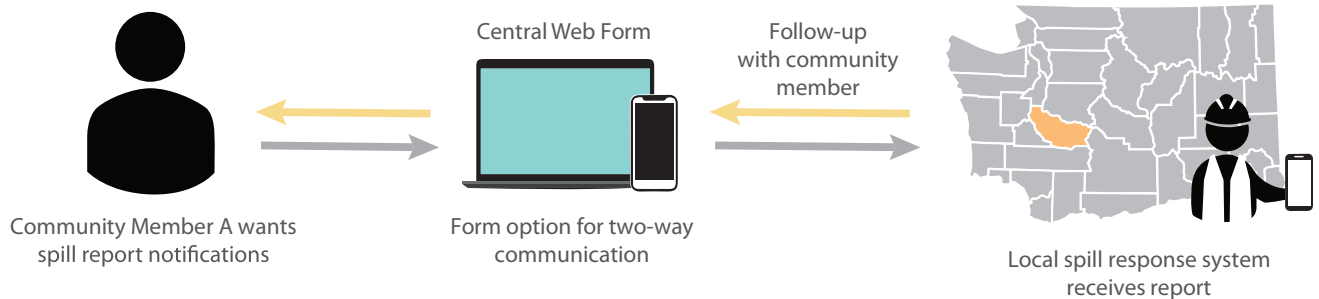 Central Web Form
Follow-up
with community
member
Community Member A wants
spill report notifications
Form option for two-way
communication
Local spill response system
receives report